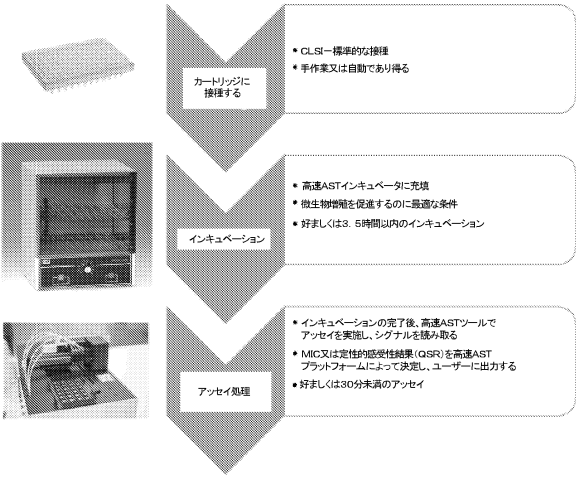 カートリッジに
接種する
* CLSI－標準的な接種
* 手作業又は自動であり得る
インキュベーション
* 高速ASTインキュベータに充填
* 微生物増殖を促進するのに最適な条件
* 好ましくは3．5時間以内のインキュベーション
アッセイ処理
* インキュベーションの完了後、高速ASTツールで
アッセイを実施し、シグナルを読み取る
* MIC又は定性的感受性結果（QSR）を高速AST
プラットフォームによって決定し、ユーザーに出力する
* 好ましくは30分未満のアッセイ